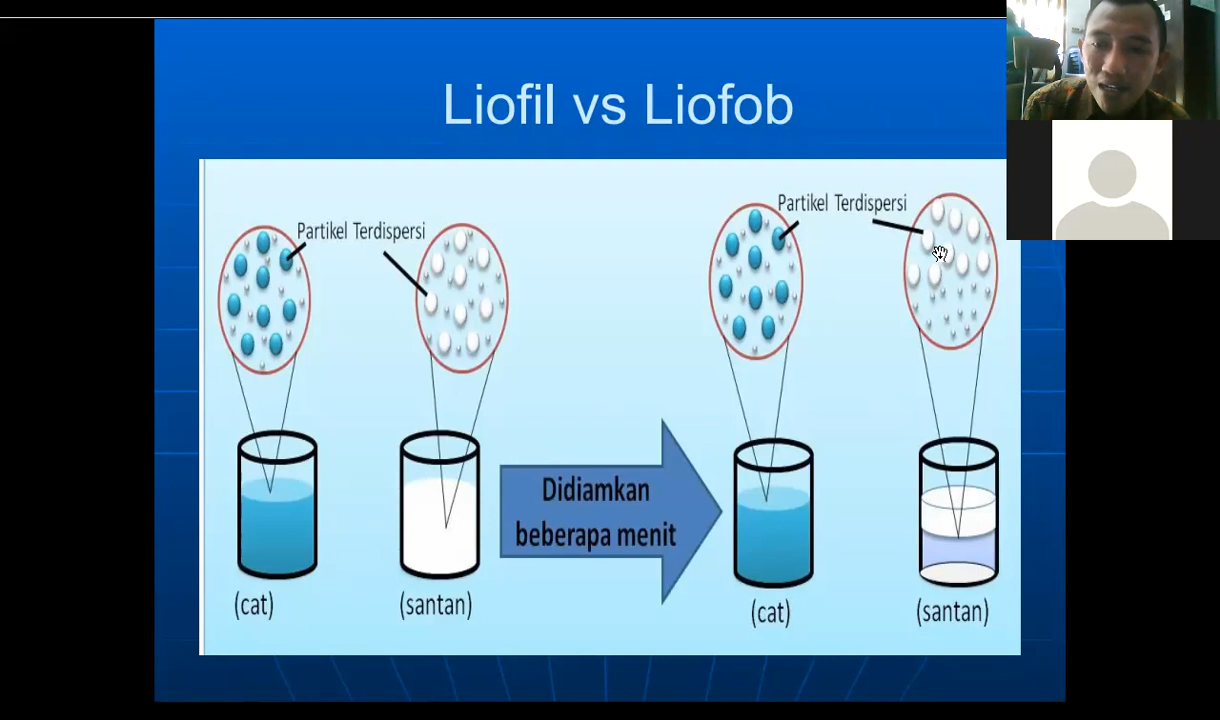 Liofil vs Liofob
Partikel Terdispersi
Partikel Terdispersi
Didiamkan
beberapa menit
(cat)
(santan)
(cat)
(santan)